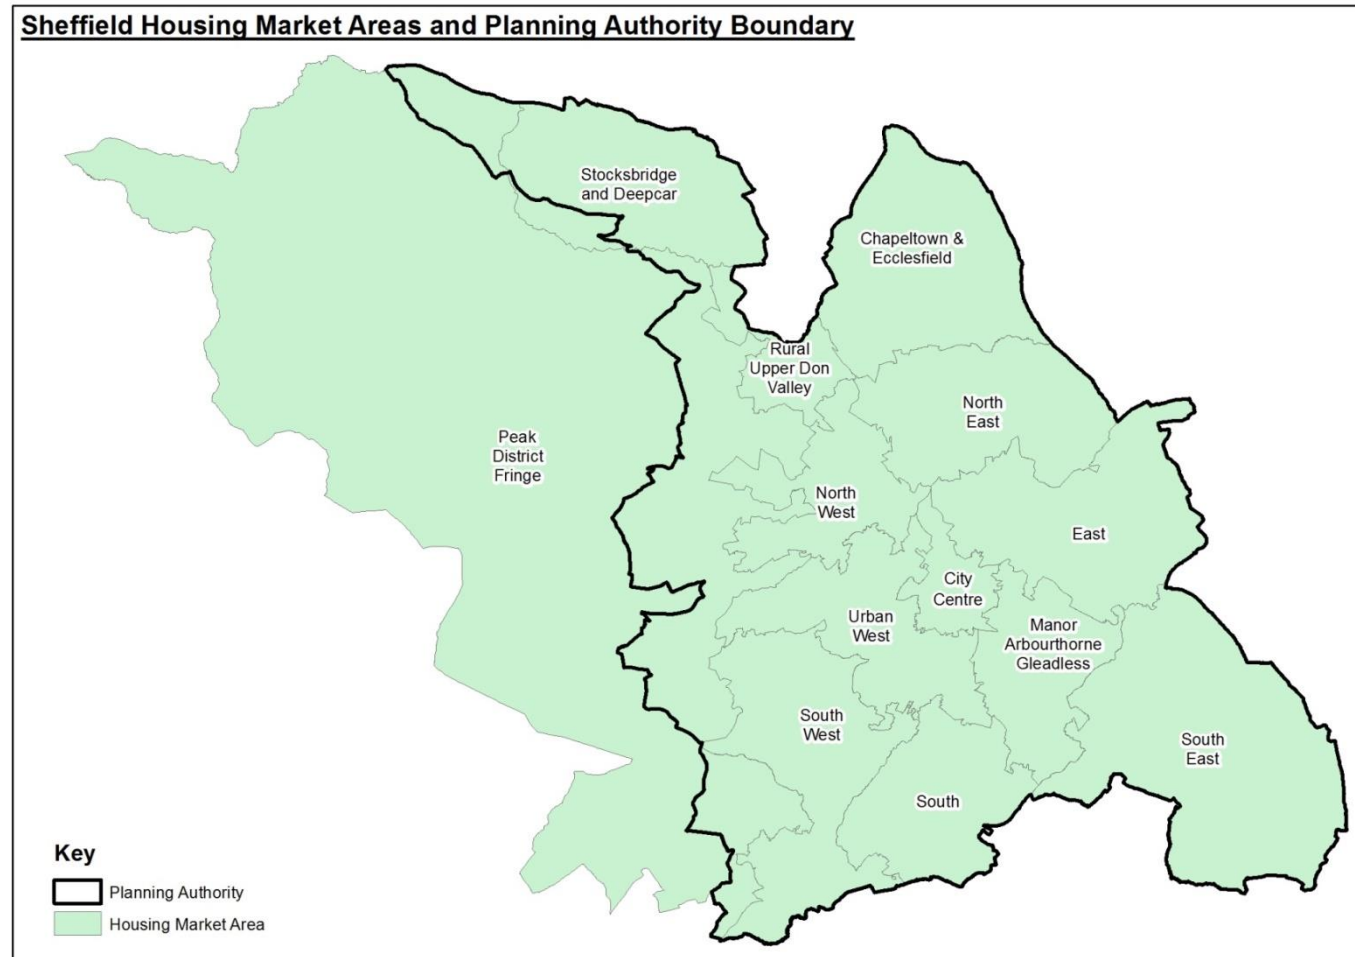 Sheffield Housing Market Areas and Planning Authority Boundary
Stocksbridge
and Deepcar
Chapeltown &
Ecclesfield
Rural
Upper Don
Valley
North
East
Peak
District
Fringe
North
West
East
City
Centre
Urban
West
Manor
Arbourthorne
Gleadless
South
West
South
East
South
Key
Planning Authority
Housing Market Area